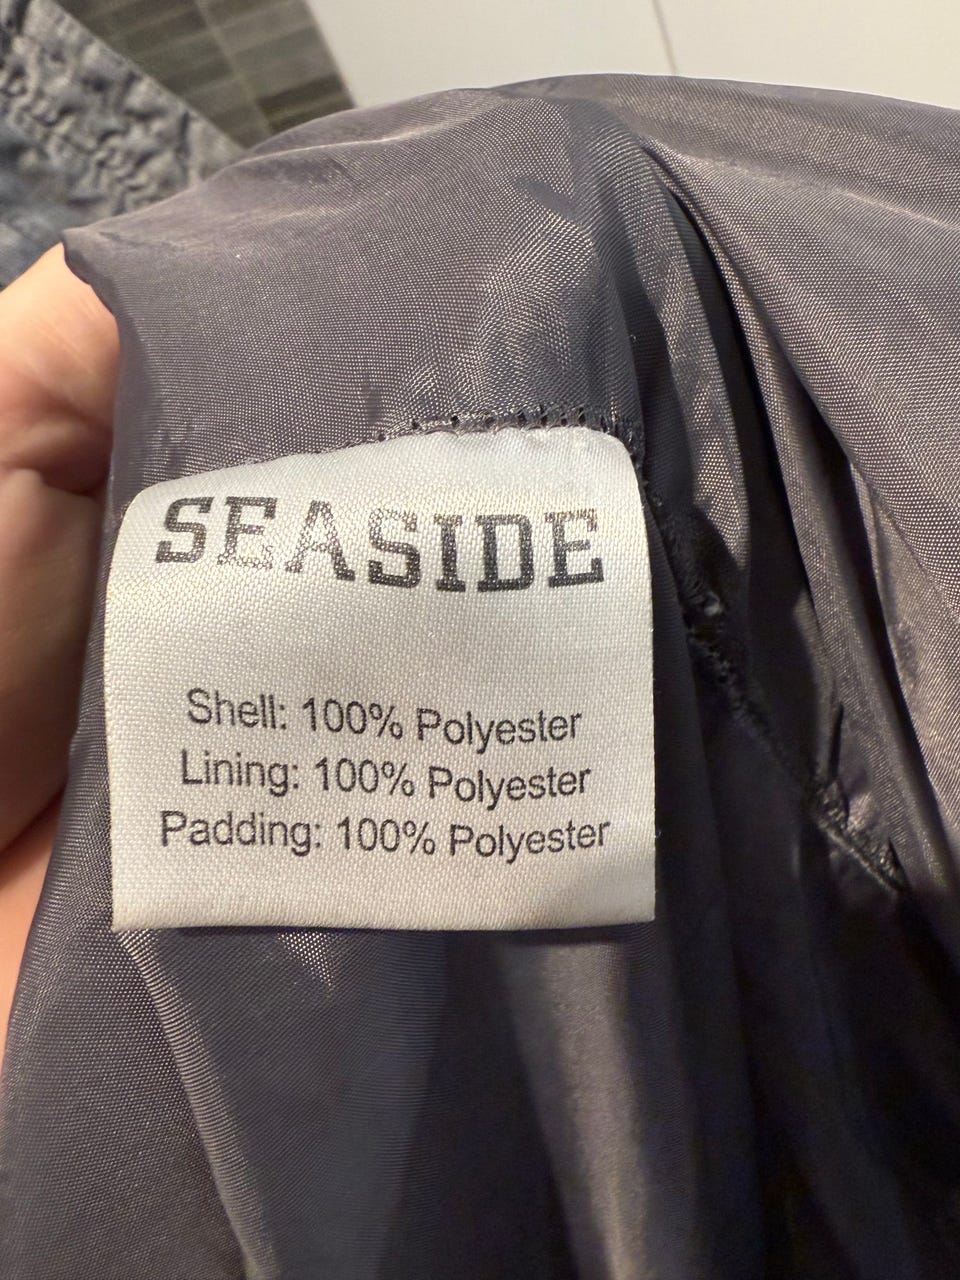 SEASIDE
Shell: 100% Polyester
Lining: 100% Polyester
Padding: 100% Polyester